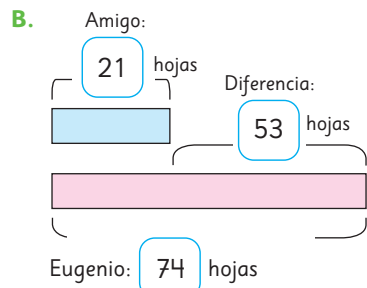 B. Amigo:
21 hojas
Diferencia:
53 hojas
Eugenio: 74 hojas